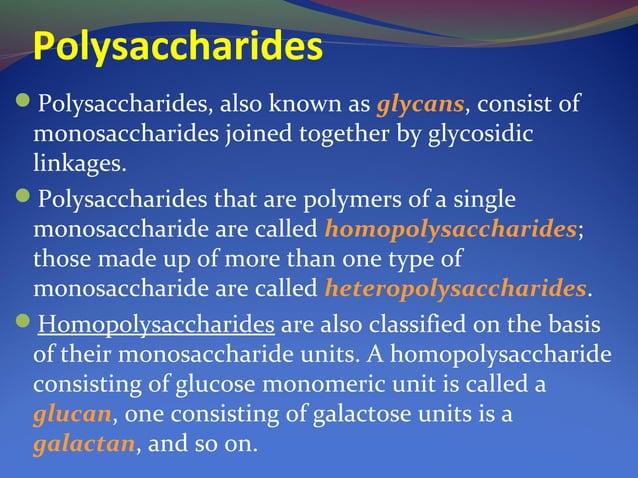 Polysaccharides
Polysaccharides, also known as glycans, consist of
monosaccharides joined together by glycosidic
linkages.
Polysaccharides that are polymers of a single
monosaccharide are called homopolysaccharides;
those made up of more than one type of
monosaccharide are called heteropolysaccharides.
Homopolysaccharides are also classified on the basis
of their monosaccharide units. A homopolysaccharide
consisting of glucose monomeric unit is called a
glucan, one consisting of galactose units is a
galactan, and so on.